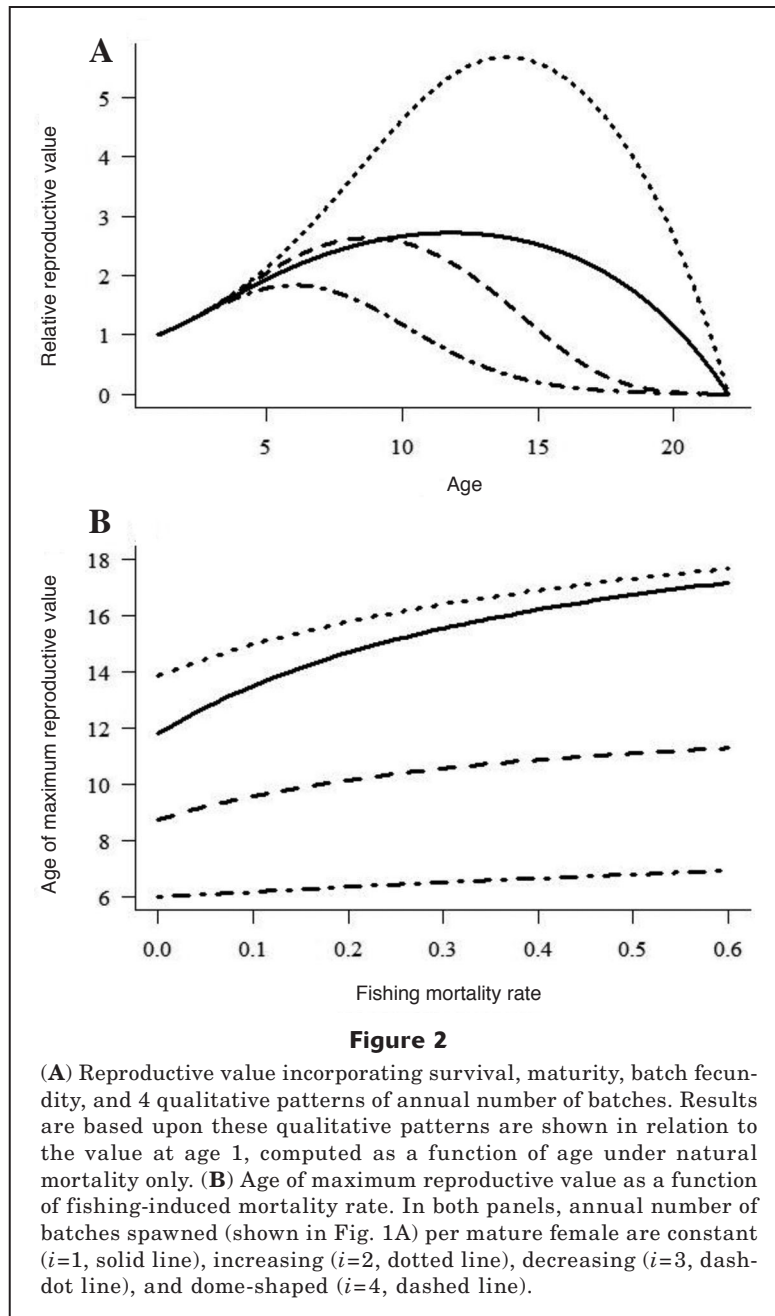 A
Relative reproductive value
5
4
3
2
1
0
5 10 15 20
Age
B
Age of maximum reproductive value
18
16
14
12
10
8
6
0.0 0.1 0.2 0.3 0.4 0.5 0.6
Fishing mortality rate
Figure 2
(A) Reproductive value incorporating survival, maturity, batch fecun-
dity, and 4 qualitative patterns of annual number of batches. Results
are based upon these qualitative patterns are shown in relation to
the value at age 1, computed as a function of age under natural
mortality only. (B) Age of maximum reproductive value as a function
of fishing-induced mortality rate. In both panels, annual number of
batches spawned (shown in Fig. 1A) per mature female are constant
(i=1, solid line), increasing (i=2, dotted line), decreasing (i=3, dash-
dot line), and dome-shaped (i=4, dashed line).